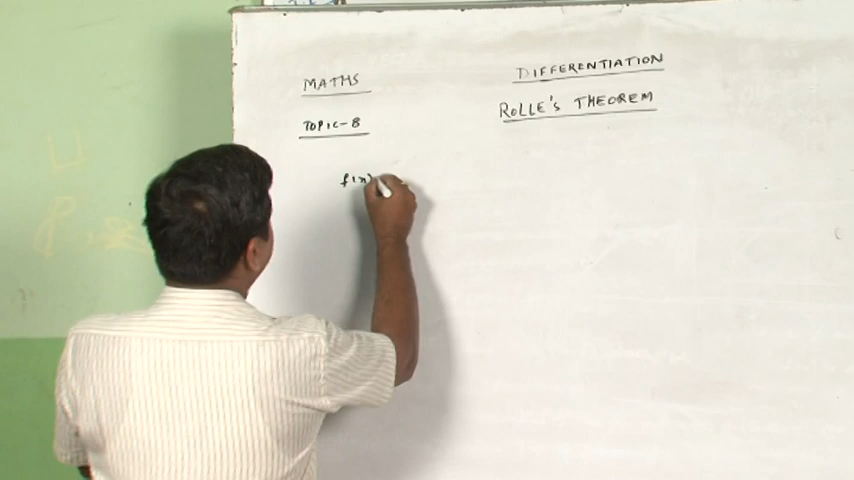 MATHS
DIFFERENTIATION
ROLLE'S THEOREM
TOPIC-8
f(x)